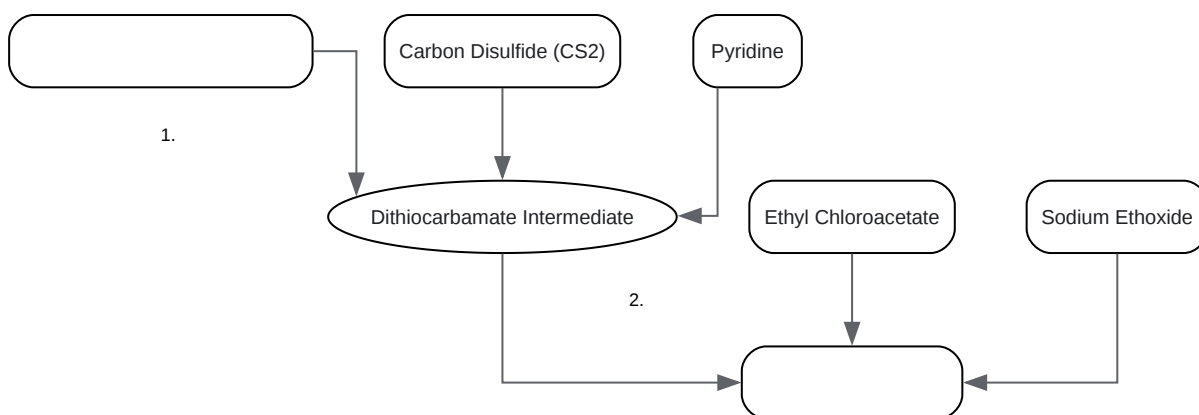 Carbon Disulfide (CS2)
Pyridine
1.
Dithiocarbamate Intermediate
Ethyl Chloroacetate
Sodium Ethoxide
2.